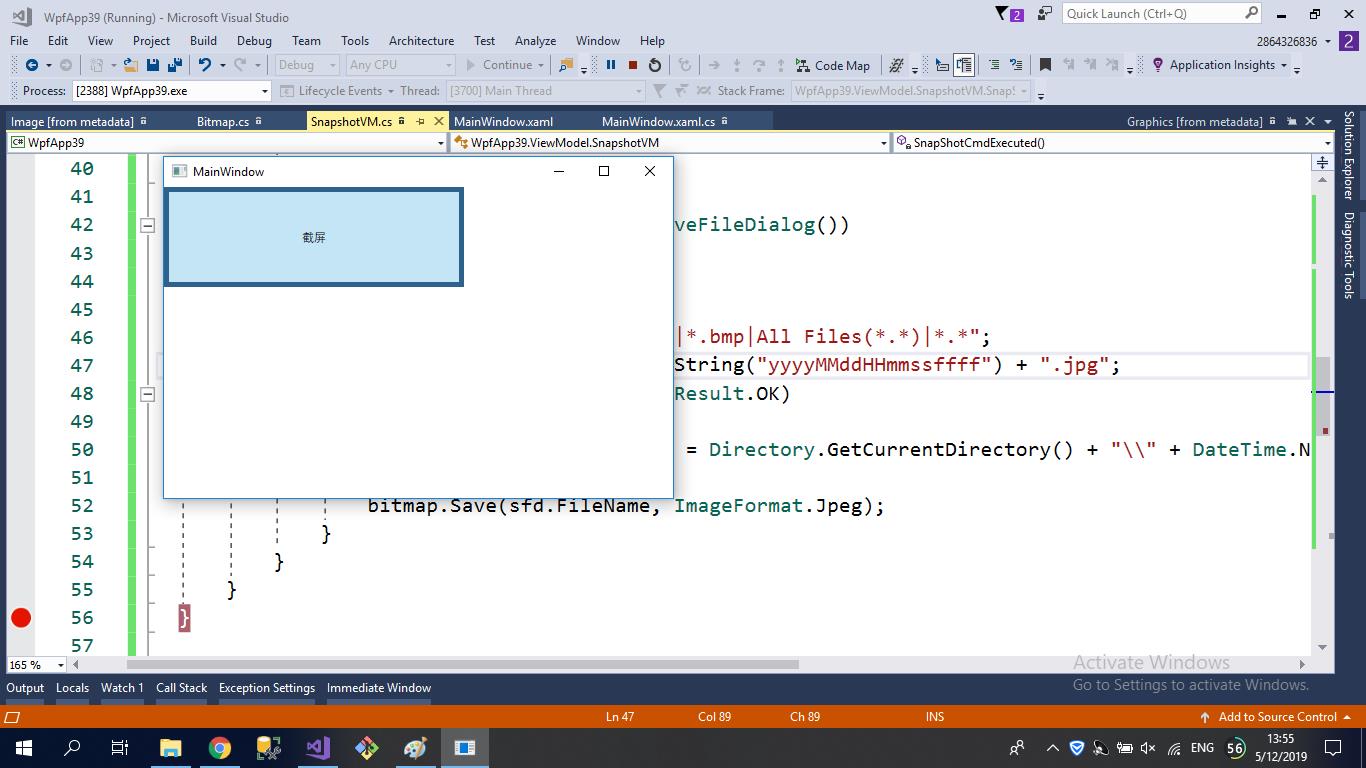 WpfApp39 (Running) - Microsoft Visual Studio
2
Quick Launch (Ctrl+Q)
File Edit View Project Build Debug Team Tools Architecture Test Analyze Window Help
2864326836 2
Debug Any CPU Continue Code Map Application Insights
Process: [2388] WpfApp39.exe Lifecycle Events Thread: [3700] Main Thread Stack Frame: WpfApp39.ViewModel.SnapshotVM.SnapS
Image [from metadata] Bitmap.cs SnapshotVM.cs MainWindow.xaml MainWindow.xaml.cs Graphics [from metadata]
C# WpfApp39 WpfApp39.ViewModel.SnapshotVM SnapShotCmdExecuted()
Solution Explorer
Diagnostic Tools
MainWindow
截屏
40
41
42 veFileDialog())
43
44
45
46 |*.bmp|All Files(*.*)|*.*";
47 String("yyyyMMddHHmmssffff") + ".jpg";
48 Result.OK)
49
50 = Directory.GetCurrentDirectory() + "\\" + DateTime.N
51
52 bitmap.Save(sfd.FileName, ImageFormat.Jpeg);
53 }
54 }
55 }
56 }
57
165 %
Activate Windows
Go to Settings to activate Windows.
Output Locals Watch 1 Call Stack Exception Settings Immediate Window
Ln 47 Col 89 Ch 89 INS Add to Source Control
ENG 56 13:55
5/12/2019